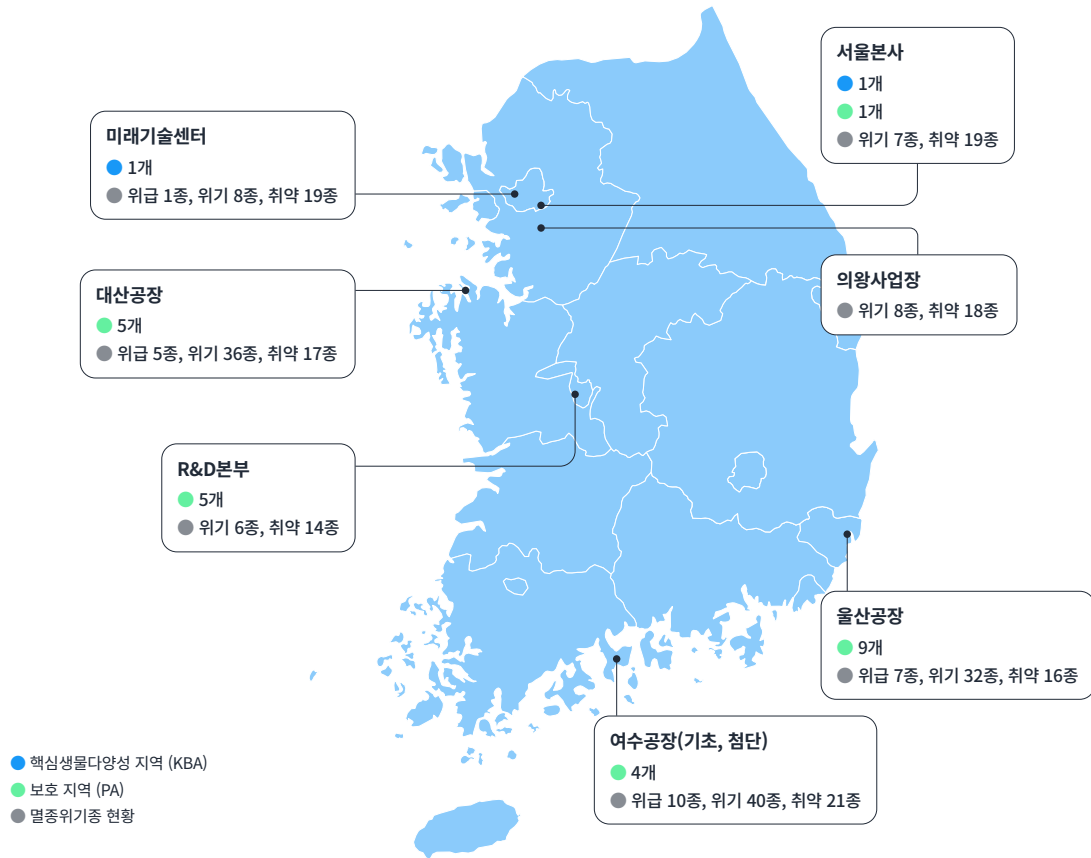 서울본사
1개
1개
위기 7종, 취약 19종
미래기술센터
1개
위급 1종, 위기 8종, 취약 19종
의왕사업장
위기 8종, 취약 18종
대산공장
5개
위급 5종, 위기 36종, 취약 17종
R&D본부
5개
위기 6종, 취약 14종
울산공장
9개
위급 7종, 위기 32종, 취약 16종
여수공장(기초, 첨단)
4개
위급 10종, 위기 40종, 취약 21종
핵심생물다양성 지역 (KBA)
보호 지역 (PA)
멸종위기종 현황